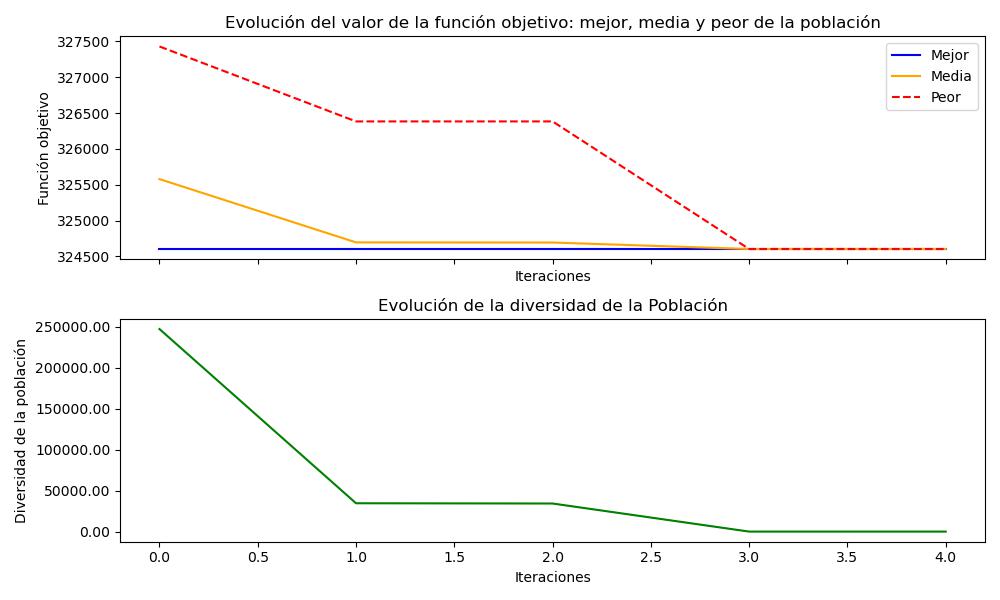 Evolución del valor de la función objetivo: mejor, media y peor de la población
327500
327000
326500
326000
325500
325000
324500
Función objetivo
Mejor
Media
Peor
Iteraciones
Evolución de la diversidad de la Población
250000.00
200000.00
150000.00
100000.00
50000.00
0.00
Diversidad de la población
0.0 0.5 1.0 1.5 2.0 2.5 3.0 3.5 4.0
Iteraciones